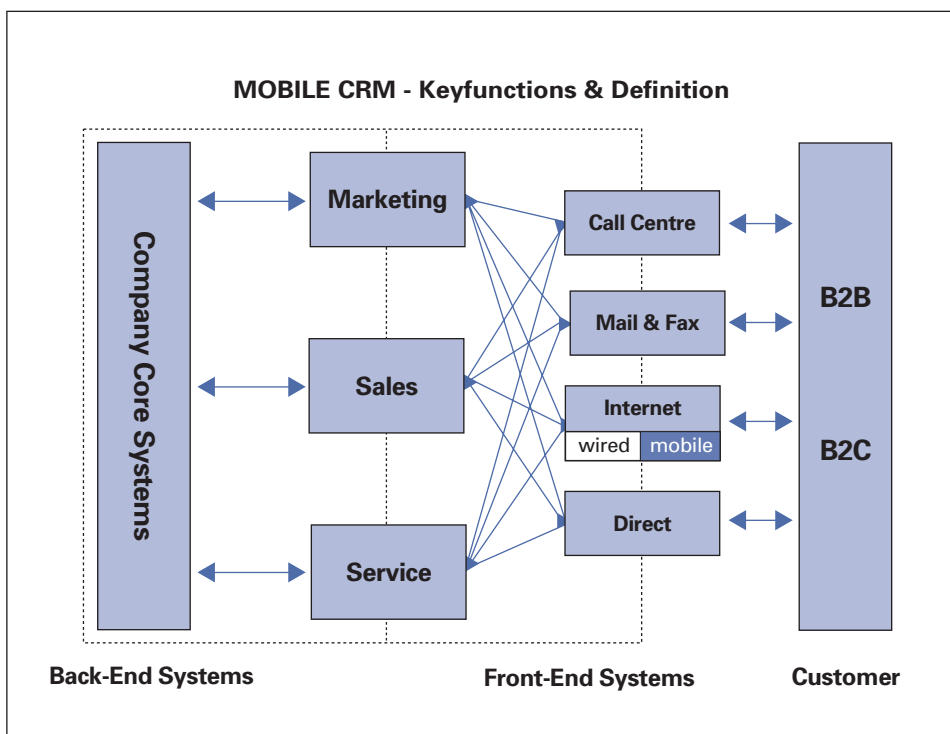 MOBILE CRM - Keyfunctions & Definition
Company Core Systems
Marketing
Sales
Service
Call Centre
Mail & Fax
Internet
wired mobile
Direct
B2B
B2C
Back-End Systems
Front-End Systems
Customer